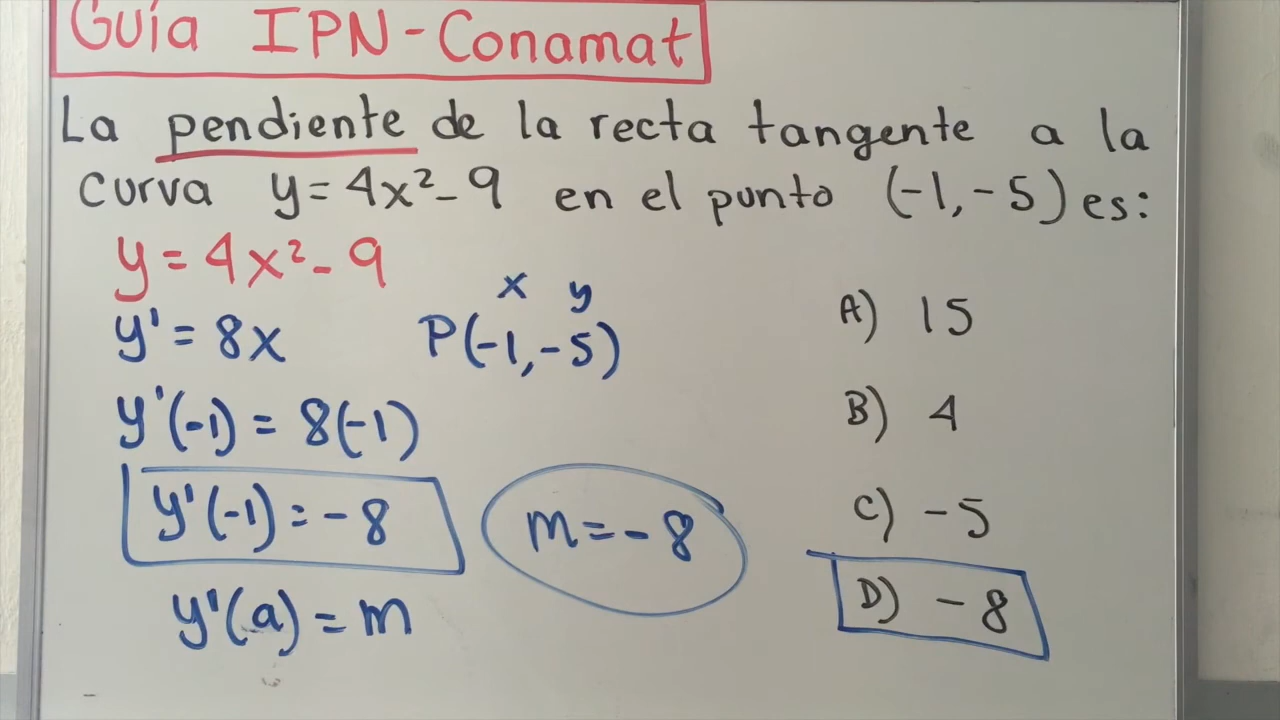 Guía IPN-Conamat
La pendiente de la recta tangente a la
curva y=4x²-9 en el punto (-1,-5) es:
y=4x²-9
x y
y'=8x P(-1,-5)
A) 15
y'(-1)=8(-1)
B) 4
y'(-1)=-8
m=-8
C) -5
y'(a)=m
D) -8